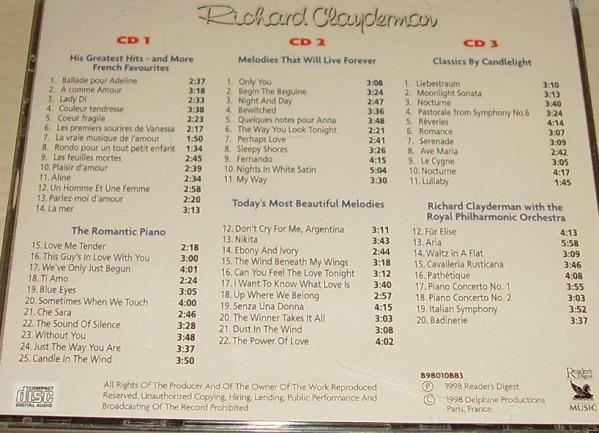 Richard Clayderman
CD 1
His Greatest Hits - and More
French Favourites
1. Ballade pour Adeline 2:37
2. A comme Amour 3:18
3. Lady Di 2:33
4. Couleur tendresse 3:38
5. Coeur fragile 2:23
6. Les premiers sourires de Vanessa 2:17
7. La vraie musique de l'amour 1:50
8. Rondo pour un tout petit enfant 1:34
9. Les feuilles mortes 2:45
10. Plaisir d'amour 2:39
11. Aline 2:34
12. Un Homme Et Une Femme 2:58
13. Parlez-moi d'amour 2:20
14. La mer 3:13
The Romantic Piano
15. Love Me Tender 2:18
16. This Guy's In Love With You 3:00
17. We've Only Just Begun 4:01
18. Ti Amo 2:24
19. Blue Eyes 3:05
20. Sometimes When We Touch 4:00
21. Che Sara 2:46
22. The Sound Of Silence 3:28
23. Without You 3:48
24. Just The Way You Are 3:37
25. Candle In The Wind 3:50
CD 2
Melodies That Will Live Forever
1. Only You 3:08
2. Begin The Beguine 3:24
3. Night And Day 2:47
4. Bewitched 3:36
5. Quelques notes pour Anna 3:48
6. The Way You Look Tonight 2:21
7. Perhaps Love 2:41
8. Sleepy Shores 3:26
9. Fernando 4:15
10. Nights In White Satin 5:04
11. My Way 3:30
Today's Most Beautiful Melodies
12. Don't Cry For Me, Argentina 3:11
13. Nikita 3:43
14. Ebony And Ivory 2:44
15. The Wind Beneath My Wings 3:18
16. Can You Feel The Love Tonight 3:12
17. I Want To Know What Love Is 3:40
18. Up Where We Belong 2:57
19. Senza Una Donna 4:15
20. The Winner Takes It All 3:03
21. Dust In The Wind 3:08
22. The Power Of Love 4:02
CD 3
Classics By Candlelight
1. Liebestraum 3:10
2. Moonlight Sonata 3:13
3. Nocturne 3:40
4. Pastorale from Symphony No.6 3:24
5. Rêveries 4:14
6. Romance 3:07
7. Serenade 3:09
8. Ave Maria 2:42
9. Le Cygne 3:05
10. Nocturne 4:17
11. Lullaby 1:45
Richard Clayderman with the
Royal Philharmonic Orchestra
12. Für Elise 4:13
13. Aria 5:58
14. Waltz in A Flat 3:09
15. Cavalleria Rusticana 3:46
16. Pathétique 4:08
17. Piano Concerto No. 1 3:55
18. Piano Concerto No. 2 3:03
19. Italian Symphony 3:52
20. Badinerie 3:37
COMPACT
disc
DIGITAL AUDIO
All Rights Of The Producer And Of The Owner Of The Work Reproduced
Reserved. Unauthorized Copying, Hiring, Lending, Public Performance And
Broadcasting Of The Record Prohibited
B98010BB3
℗ 1998 Reader's Digest
© 1998 Delphine Productions
Paris, France
Reader's
Digest
MUSIC